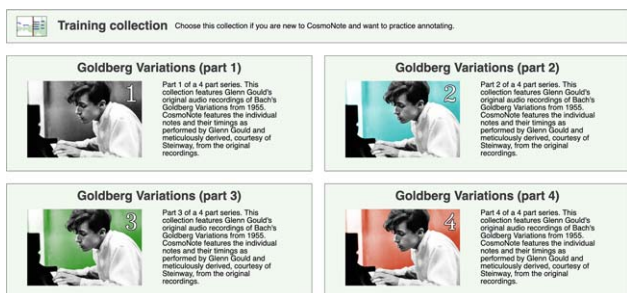 Training collection Choose this collection if you are new to CosmoNote and want to practice annotating.
Goldberg Variations (part 1)
1
Part 1 of a 4 part series. This
collection features Glenn Gould's
original audio recordings of Bach's
Goldberg Variations from 1955.
CosmoNote features the individual
notes and their timings as
performed by Glenn Gould and
meticulously derived, courtesy of
Steinway, from the original
recordings.
Goldberg Variations (part 2)
2
Part 2 of a 4 part series. This
collection features Glenn Gould's
original audio recordings of Bach's
Goldberg Variations from 1955.
CosmoNote features the individual
notes and their timings as
performed by Glenn Gould and
meticulously derived, courtesy of
Steinway, from the original
recordings.
Goldberg Variations (part 3)
3
Part 3 of a 4 part series. This
collection features Glenn Gould's
original audio recordings of Bach's
Goldberg Variations from 1955.
CosmoNote features the individual
notes and their timings as
performed by Glenn Gould and
meticulously derived, courtesy of
Steinway, from the original
recordings.
Goldberg Variations (part 4)
4
Part 4 of a 4 part series. This
collection features Glenn Gould's
original audio recordings of Bach's
Goldberg Variations from 1955.
CosmoNote features the individual
notes and their timings as
performed by Glenn Gould and
meticulously derived, courtesy of
Steinway, from the original
recordings.